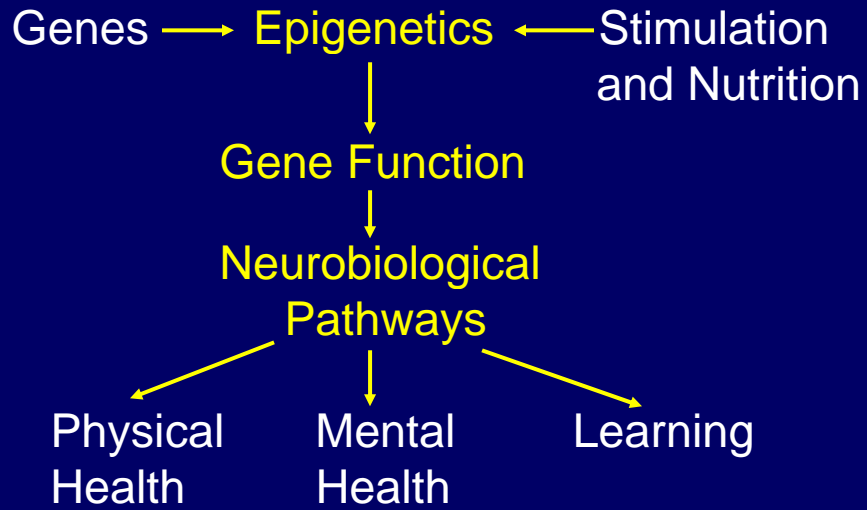 Genes Epigenetics Stimulation
and Nutrition
Gene Function
Neurobiological
Pathways
Physical Mental Learning
Health Health